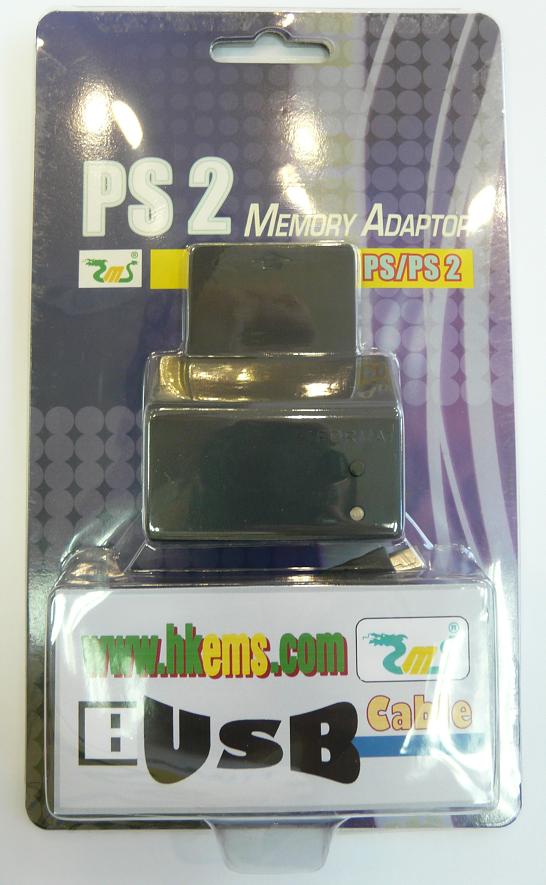 PS 2
MEMORY ADAPTOR
ems®
PS/PS 2
FORMAT
www.hkems.com
ems®
USB
Cable